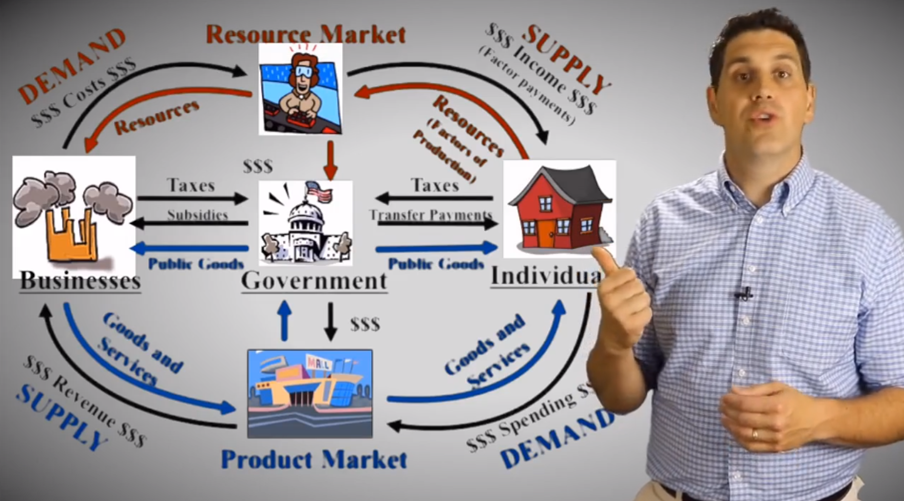 Resource Market
DEMAND
$$$ Costs $$$
Resources
SUPPLY
$$$ Income $$$
(Factor payments)
Resources
(Factors of
Production)
$$$
Taxes
Subsidies
Public Goods
Taxes
Transfer Payments
Public Goods
Businesses
Government
Individua
$$$
Goods and
Services
$$$ Revenue $$$
SUPPLY
MALL
Goods and
Services
$$$ Spending $$
DEMAND
Product Market